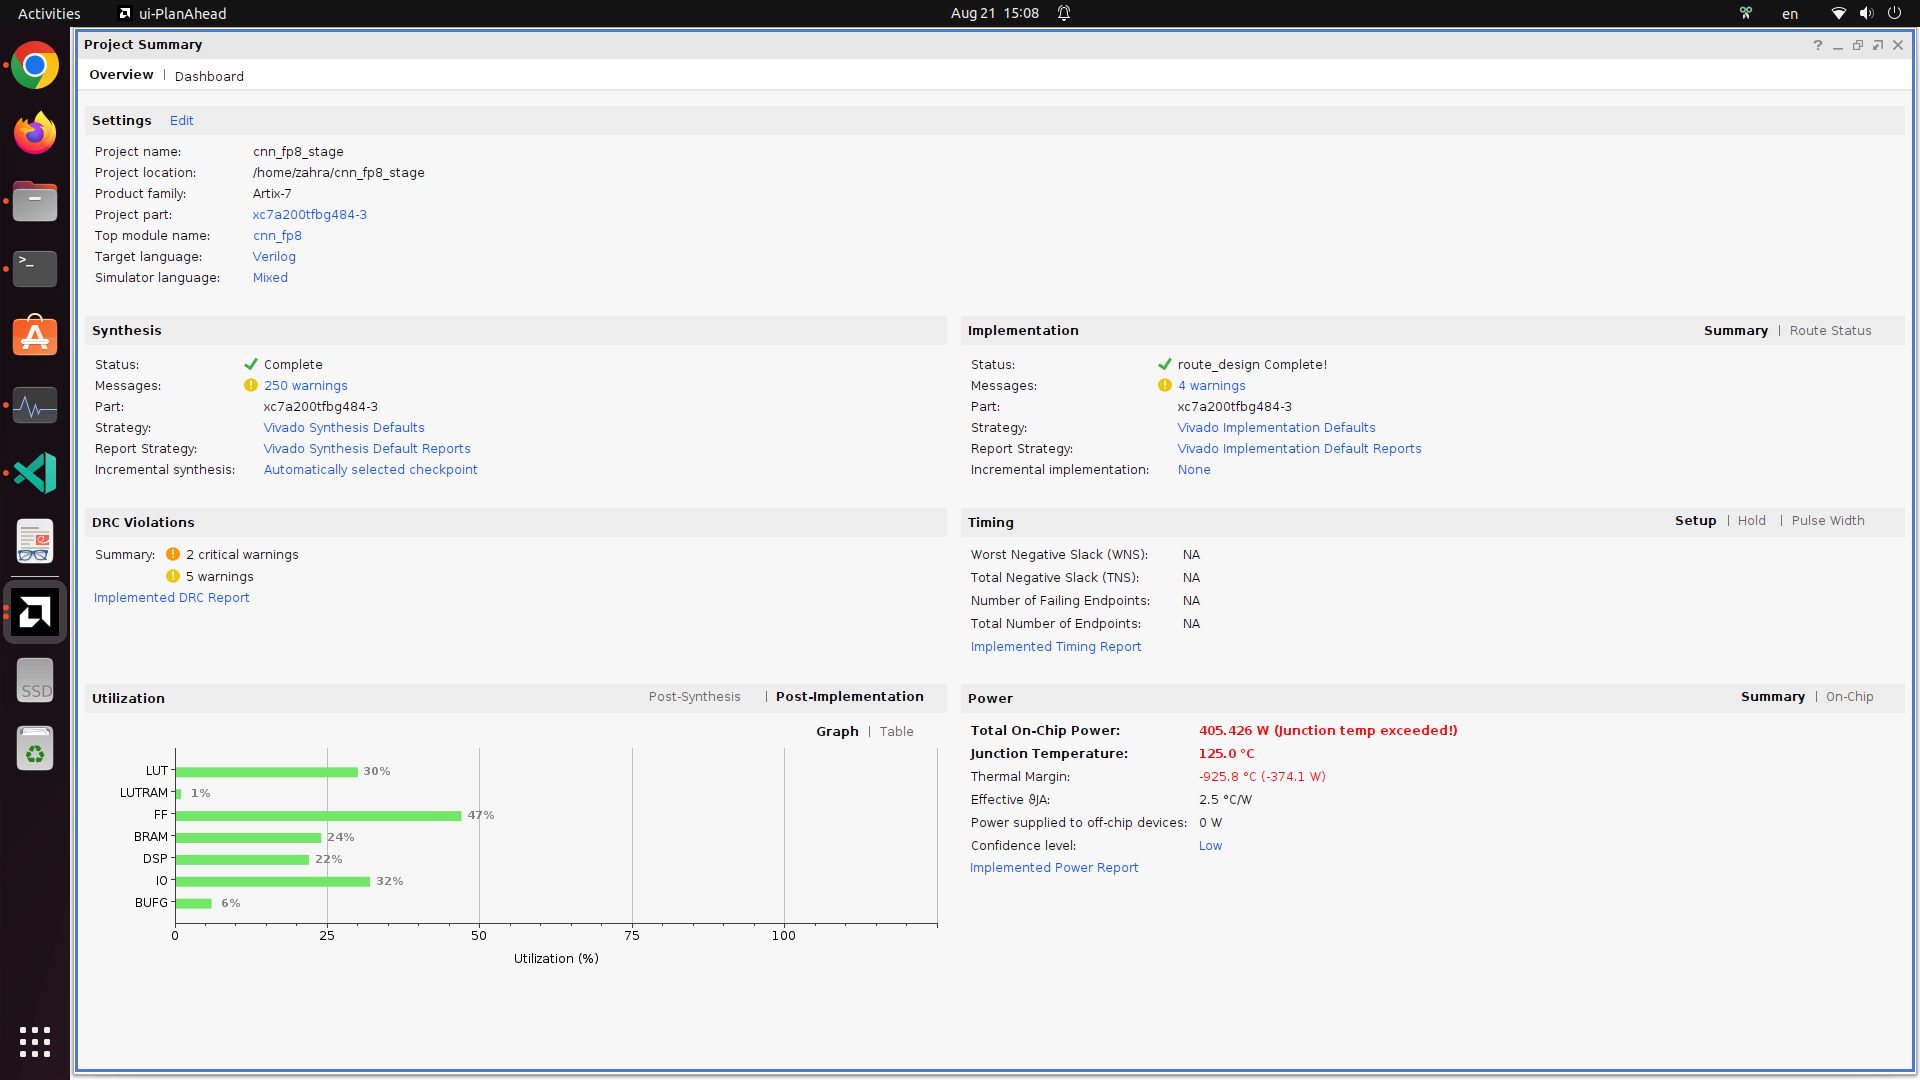 Activities ui-PlanAhead Aug 21 15:08 en
Project Summary ?
Overview | Dashboard
Settings Edit
Project name: cnn_fp8_stage
Project location: /home/zahra/cnn_fp8_stage
Product family: Artix-7
Project part: xc7a200tfbg484-3
Top module name: cnn_fp8
Target language: Verilog
Simulator language: Mixed
Synthesis
Status: Complete
Messages: 250 warnings
Part: xc7a200tfbg484-3
Strategy: Vivado Synthesis Defaults
Report Strategy: Vivado Synthesis Default Reports
Incremental synthesis: Automatically selected checkpoint
Implementation Summary | Route Status
Status: route_design Complete!
Messages: 4 warnings
Part: xc7a200tfbg484-3
Strategy: Vivado Implementation Defaults
Report Strategy: Vivado Implementation Default Reports
Incremental implementation: None
DRC Violations
Summary: 2 critical warnings
5 warnings
Implemented DRC Report
Timing Setup | Hold | Pulse Width
Worst Negative Slack (WNS): NA
Total Negative Slack (TNS): NA
Number of Failing Endpoints: NA
Total Number of Endpoints: NA
Implemented Timing Report
Utilization Post-Synthesis | Post-Implementation
Graph | Table
LUT 30%
LUTRAM 1%
FF 47%
BRAM 24%
DSP 22%
IO 32%
BUFG 6%
0 25 50 75 100
Utilization (%)
Power Summary | On-Chip
Total On-Chip Power: 405.426 W (Junction temp exceeded!)
Junction Temperature: 125.0 °C
Thermal Margin: -925.8 °C (-374.1 W)
Effective ϑJA: 2.5 °C/W
Power supplied to off-chip devices: 0 W
Confidence level: Low
Implemented Power Report
SSD